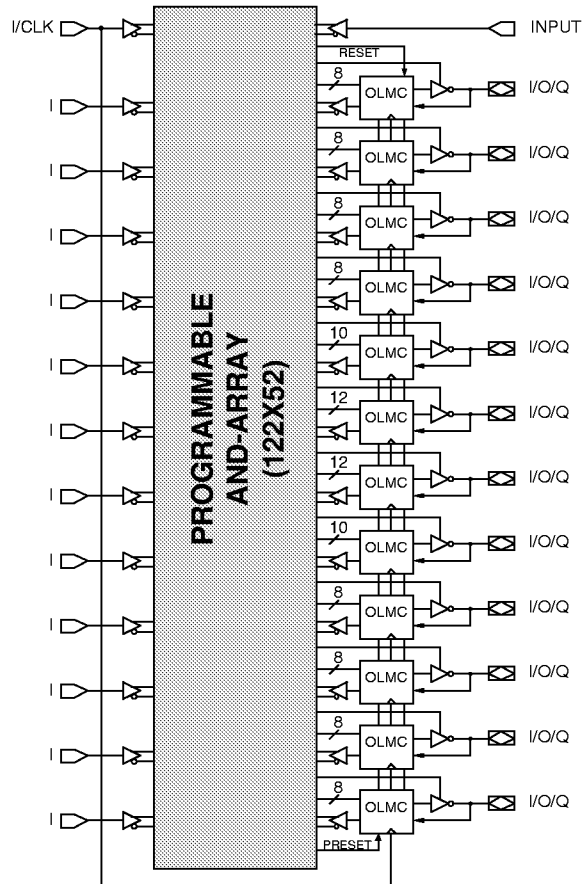 I/CLK
INPUT
RESET
8
OLMC
I/O/Q
I
8
OLMC
I/O/Q
I
8
OLMC
I/O/Q
I
8
OLMC
I/O/Q
I
10
OLMC
I/O/Q
I
12
OLMC
I/O/Q
I
12
OLMC
I/O/Q
I
10
OLMC
I/O/Q
I
8
OLMC
I/O/Q
I
8
OLMC
I/O/Q
I
8
OLMC
I/O/Q
I
8
OLMC
I/O/Q
I
PRESET
PROGRAMMABLE
AND-ARRAY
(122X52)